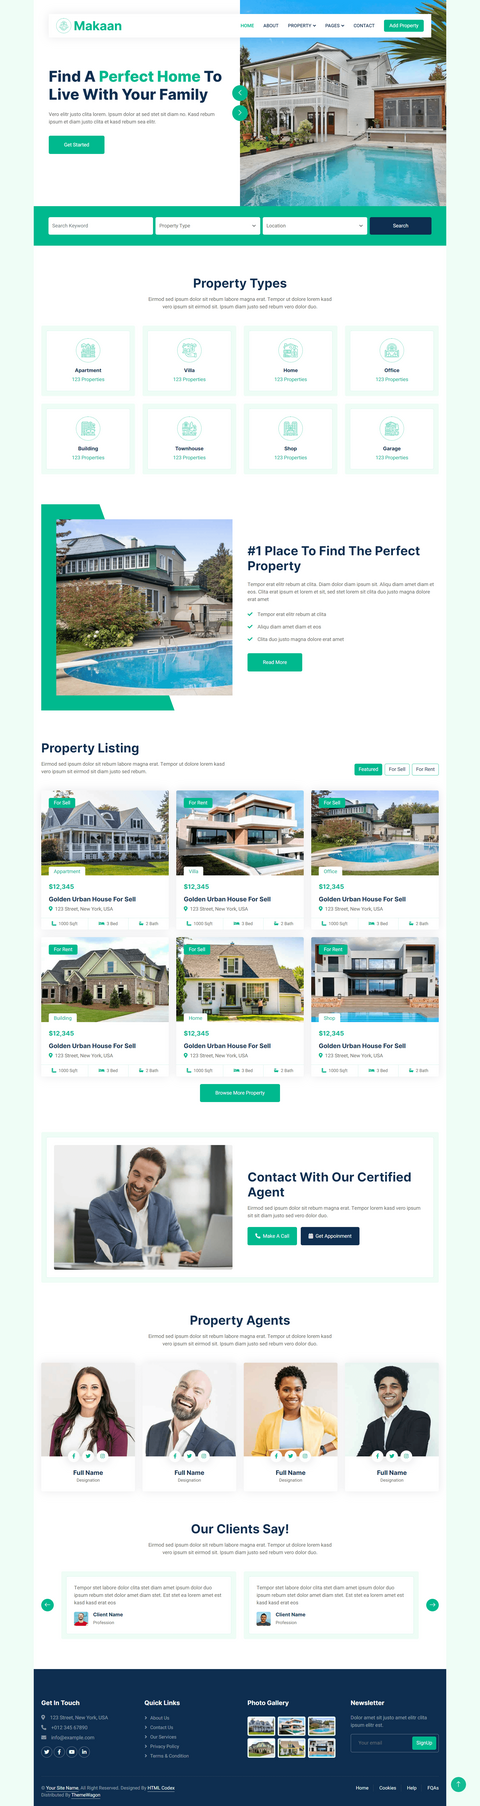 Makaan
HOME ABOUT PROPERTY PAGES CONTACT Add Property
Find A Perfect Home To
Live With Your Family
Vero elitr justo clita lorem. Ipsum dolor at sed stet sit diam no. Kasd rebum
ipsum et diam justo clita et kasd rebum sea elitr.
Get Started
Search Keyword Property Type Location Search
Property Types
Eirmod sed ipsum dolor sit rebum labore magna erat. Tempor ut dolore lorem kasd
vero ipsum sit eirmod sit. Ipsum diam justo sed rebum vero dolor duo.
Apartment Villa Home Office
123 Properties 123 Properties 123 Properties 123 Properties
Building Townhouse Shop Garage
123 Properties 123 Properties 123 Properties 123 Properties
#1 Place To Find The Perfect
Property
Tempor erat elitr rebum at clita. Diam dolor diam ipsum sit. Aliqu diam amet diam et
eos. Clita erat ipsum et lorem et sit, sed stet lorem sit clita duo justo magna dolore
erat amet
Tempor erat elitr rebum at clita
Aliqu diam amet diam et eos
Clita duo justo magna dolore erat amet
Read More
Property Listing
Eirmod sed ipsum dolor sit rebum labore magna erat. Tempor ut dolore lorem kasd
vero ipsum sit eirmod sit diam justo sed rebum.
Featured For Sell For Rent
For Sell For Rent For Sell
Appartment Villa Office
$12,345 $12,345 $12,345
Golden Urban House For Sell Golden Urban House For Sell Golden Urban House For Sell
123 Street, New York, USA 123 Street, New York, USA 123 Street, New York, USA
1000 Sqft 3 Bed 2 Bath 1000 Sqft 3 Bed 2 Bath 1000 Sqft 3 Bed 2 Bath
For Rent For Sell For Rent
Building Home Shop
$12,345 $12,345 $12,345
Golden Urban House For Sell Golden Urban House For Sell Golden Urban House For Sell
123 Street, New York, USA 123 Street, New York, USA 123 Street, New York, USA
1000 Sqft 3 Bed 2 Bath 1000 Sqft 3 Bed 2 Bath 1000 Sqft 3 Bed 2 Bath
Browse More Property
Contact With Our Certified
Agent
Eirmod sed ipsum dolor sit rebum magna erat. Tempor lorem kasd vero ipsum
sit sit diam justo sed vero dolor duo.
Make A Call Get Appoinment
Property Agents
Eirmod sed ipsum dolor sit rebum labore magna erat. Tempor ut dolore lorem kasd
vero ipsum sit eirmod sit. Ipsum diam justo sed rebum vero dolor duo.
Full Name Full Name Full Name Full Name
Designation Designation Designation Designation
Our Clients Say!
Eirmod sed ipsum dolor sit rebum labore magna erat. Tempor ut dolore lorem kasd
vero ipsum sit eirmod sit. Ipsum diam justo sed rebum vero dolor duo.
Tempor stet labore dolor clita stet diam amet ipsum dolor duo
ipsum rebum stet dolor amet diam stet. Est stet ea lorem amet est
kasd kasd erat eos
Client Name
Profession
Tempor stet labore dolor clita stet diam amet ipsum dolor duo
ipsum rebum stet dolor amet diam stet. Est stet ea lorem amet est
kasd kasd erat eos
Client Name
Profession
Get In Touch
123 Street, New York, USA
+012 345 67890
info@example.com
Quick Links
About Us
Contact Us
Our Services
Privacy Policy
Terms & Condition
Photo Gallery
Newsletter
Dolor amet sit justo amet elitr clita
ipsum elitr est.
Your email SignUp
© Your Site Name, All Right Reserved. Designed By HTML Codex
Distributed By ThemeWagon
Home Cookies Help FQAs